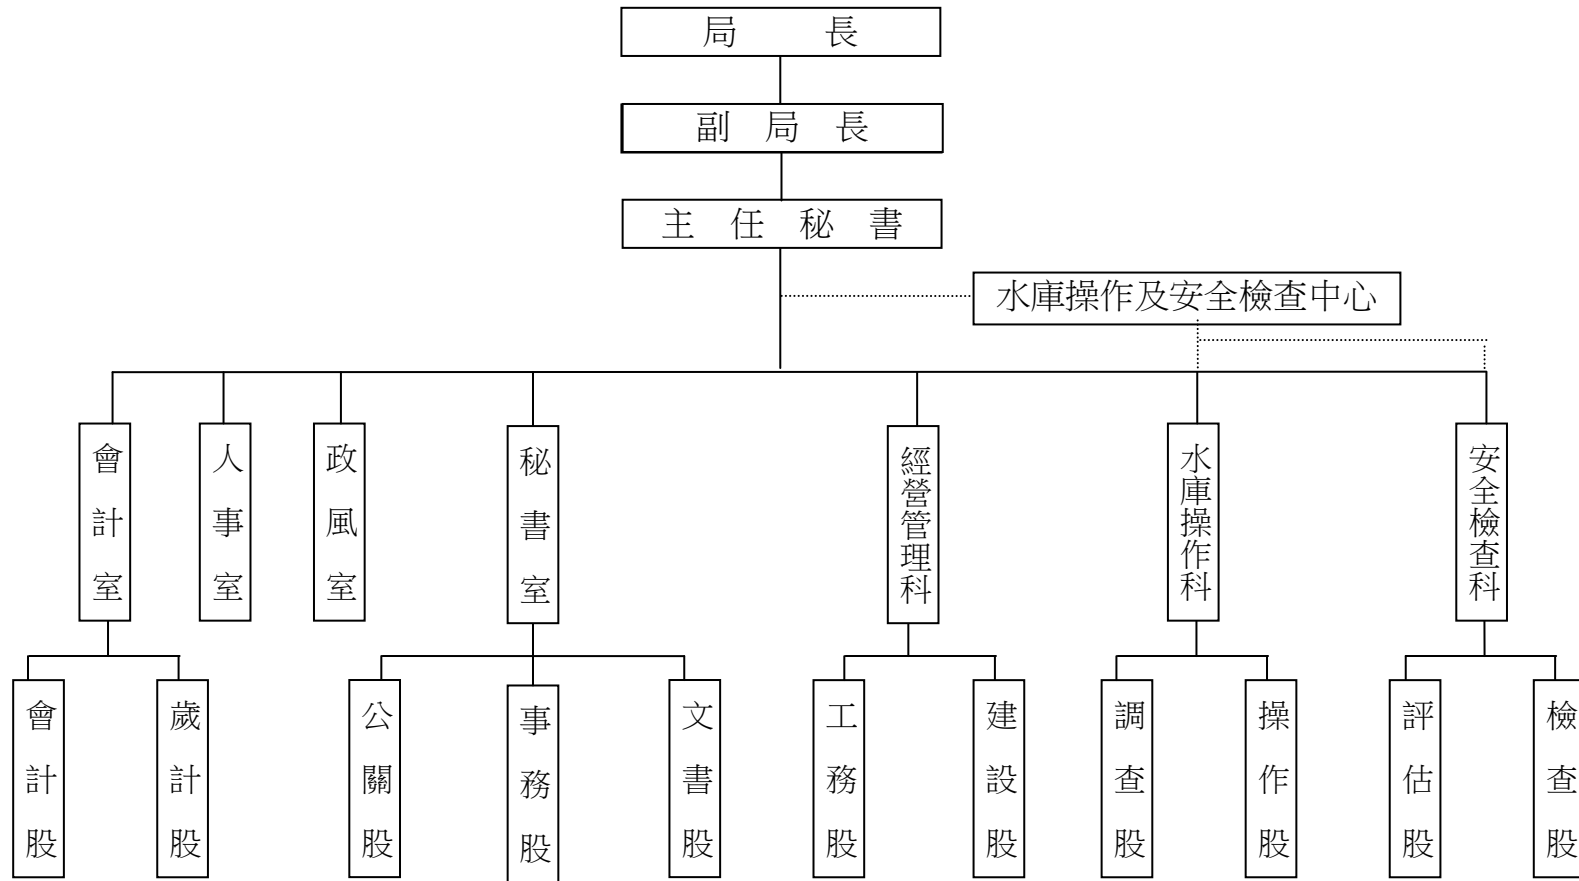 局長
副局長
主任秘書
水庫操作及安全檢查中心
會計室
人事室
政風室
秘書室
經營管理科
水庫操作科
安全檢查科
會計股
歲計股
公關股
事務股
文書股
工務股
建設股
調查股
操作股
評估股
檢查股